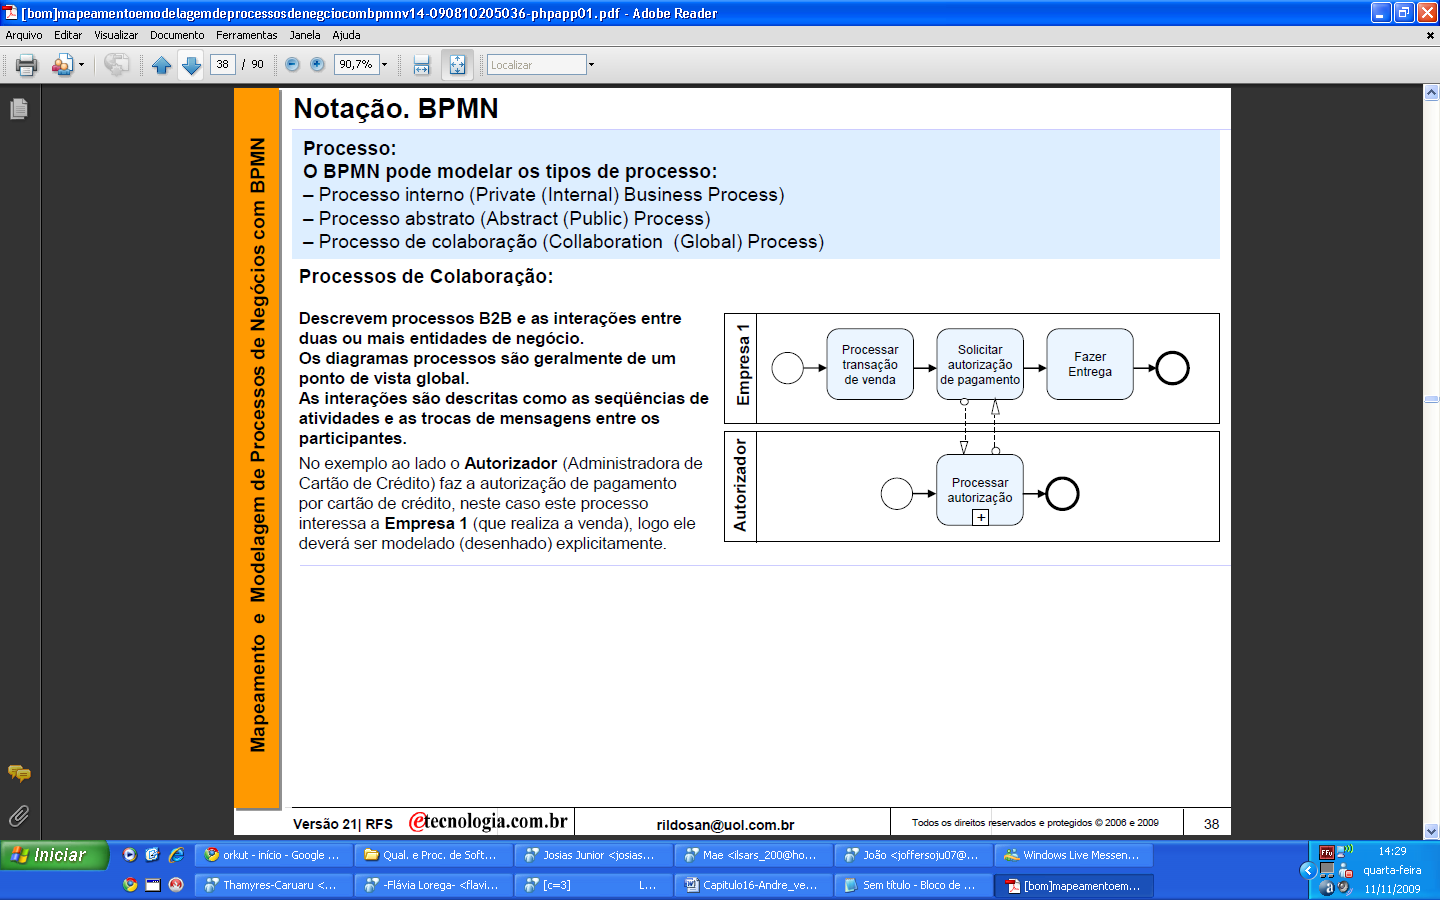 [bom]mapeamentoemodelagemdeprocessosdenegciocombpmnv14-090810205036-phpapp01.pdf - Adobe Reader
Arquivo Editar Visualizar Documento Ferramentas Janela Ajuda
38 / 90 90,7% Localizar
Mapeamento e Modelagem de Processos de Negócios com BPMN
Notação. BPMN
Processo:
O BPMN pode modelar os tipos de processo:
– Processo interno (Private (Internal) Business Process)
– Processo abstrato (Abstract (Public) Process)
– Processo de colaboração (Collaboration (Global) Process)
Processos de Colaboração:
Descrevem processos B2B e as interações entre
duas ou mais entidades de negócio.
Os diagramas processos são geralmente de um
ponto de vista global.
As interações são descritas como as seqüências de
atividades e as trocas de mensagens entre os
participantes.
No exemplo ao lado o Autorizador (Administradora de
Cartão de Crédito) faz a autorização de pagamento
por cartão de crédito, neste caso este processo
interessa a Empresa 1 (que realiza a venda), logo ele
deverá ser modelado (desenhado) explicitamente.
Empresa 1
Processar
transação
de venda
Solicitar
autorização
de pagamento
Fazer
Entrega
Autorizador
Processar
autorização
+
Versão 21| RFS
etecnologia.com.br
rildosan@uol.com.br
Todos os direitos reservados e protegidos © 2006 e 2009
38
Iniciar
orkut - início - Google ...
Qual. e Proc. de Soft...
Josias Junior <josias...
Mae <ilsars_200@ho...
João <joffersoju07@...
Windows Live Messen...
Thamyres-Caruaru <...
-Flávia Lorega- <flavi...
[c=3] L...
Capitulo16-Andre_ve...
Sem título - Bloco de ...
[bom]mapeamentoem...
14:29
quarta-feira
11/11/2009